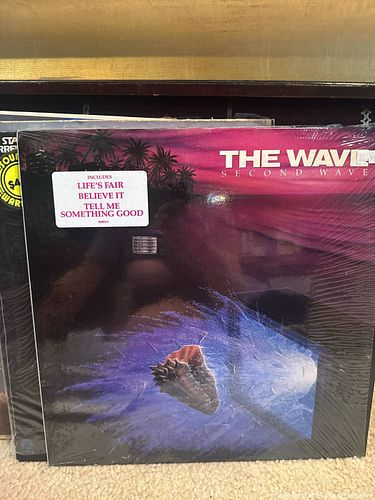 THE WAVE
SECOND WAVE
INCLUDES
LIFE'S FAIR
BELIEVE IT
TELL ME
SOMETHING GOOD